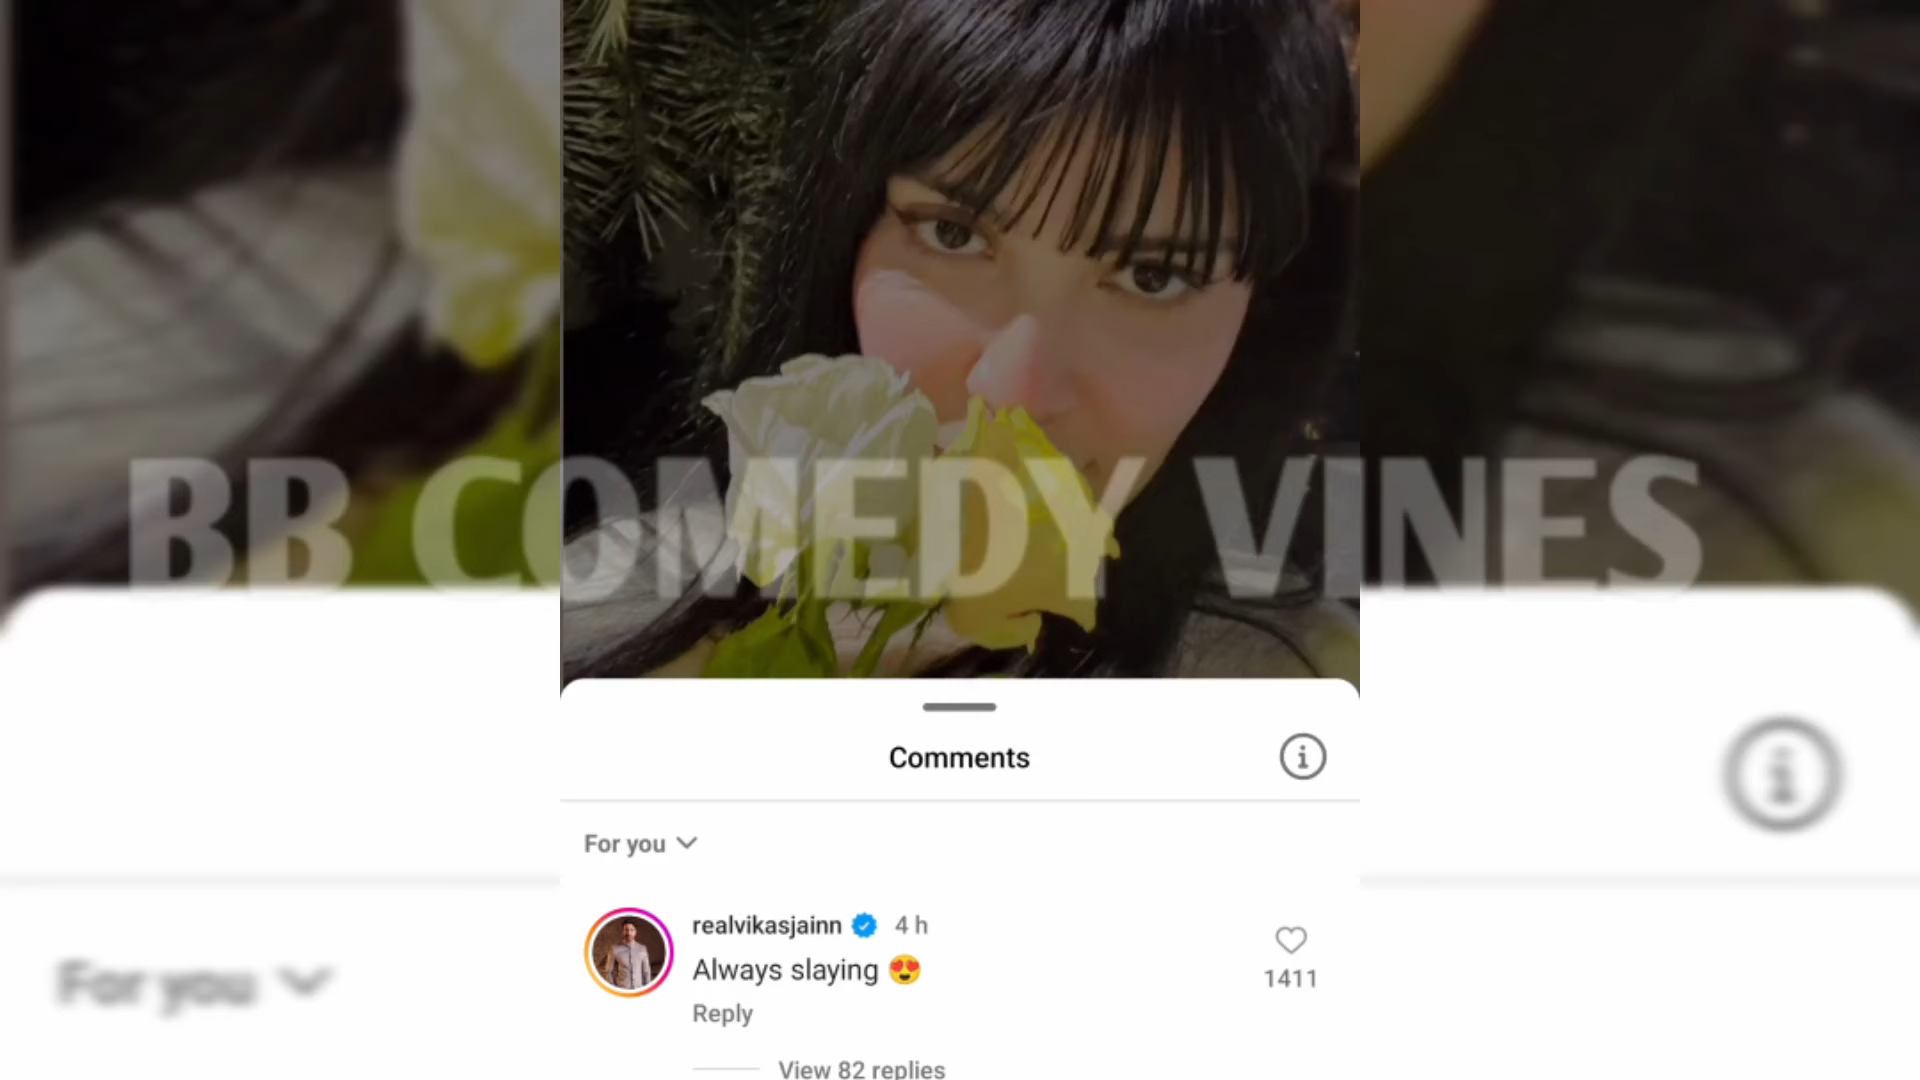 BB COMEDY VINES
Comments
For you
realvikasjainn 4 h
Always slaying 😍
1411
Reply
View 82 replies
For you